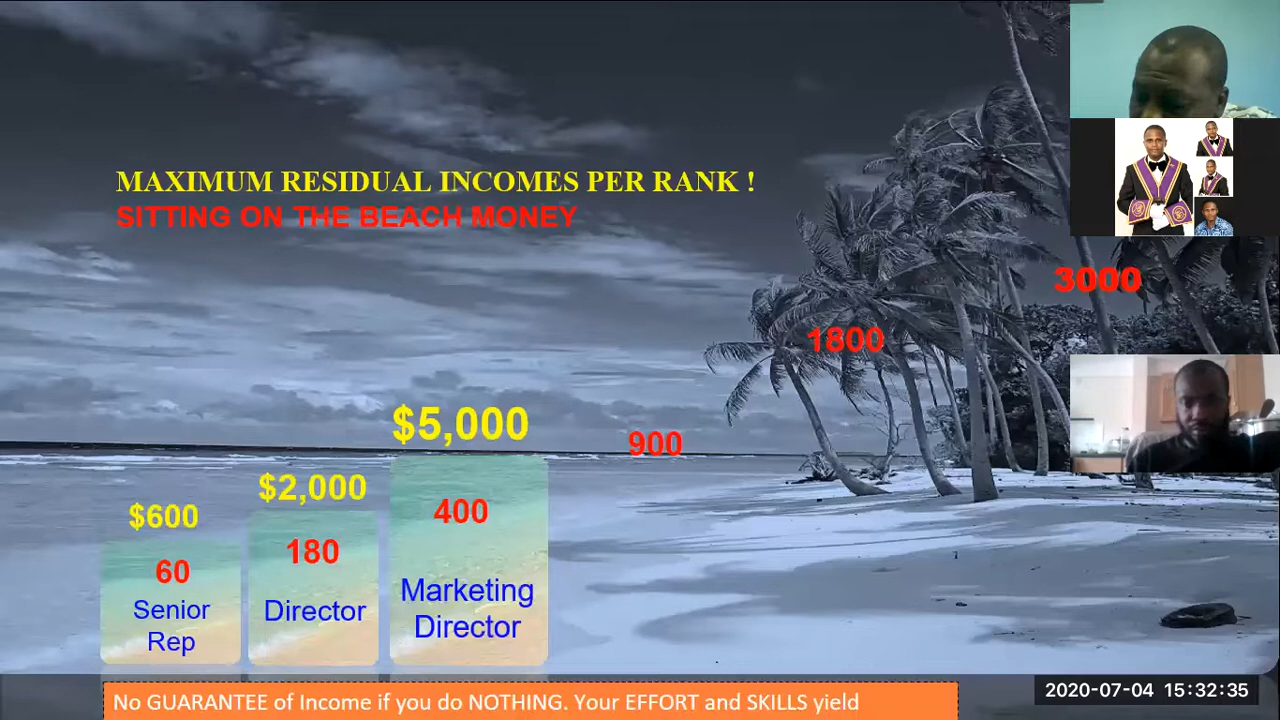 MAXIMUM RESIDUAL INCOMES PER RANK !
SITTING ON THE BEACH MONEY
3000
1800
900
$5,000
400
Marketing
Director
$2,000
180
Director
$600
60
Senior
Rep
No GUARANTEE of Income if you do NOTHING. Your EFFORT and SKILLS yield
2020-07-04 15:32:35